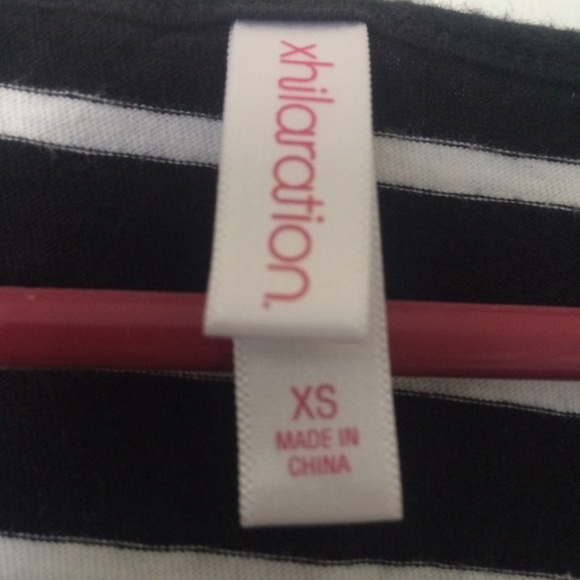 xhilaration.
XS
MADE IN
CHINA